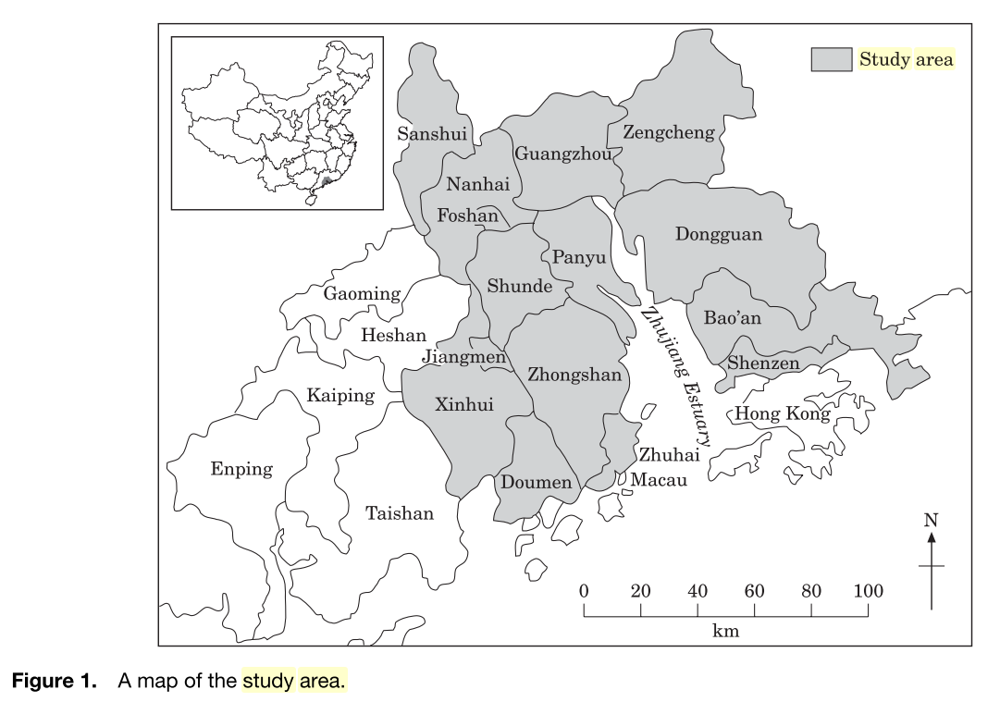 Study area
Sanshui
Zengcheng
Guangzhou
Nanhai
Foshan
Dongguan
Panyu
Shunde
Gaoming
Bao’an
Heshan
Zhujiang Estuary
Jiangmen
Shenzen
Zhongshan
Kaiping
Xinhui
Hong Kong
Zhuhai
Enping
Doumen
Macau
Taishan
N
0 20 40 60 80 100
km
Figure 1. A map of the study area.